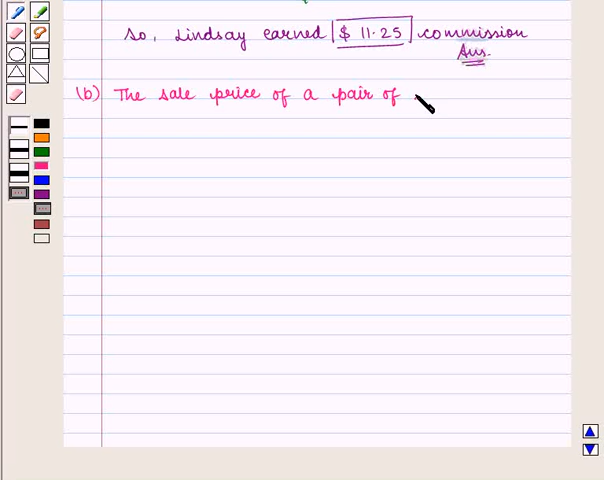 So, Lindsay earned $ 11.25 commission
Ans.
(b) The sale price of a pair of